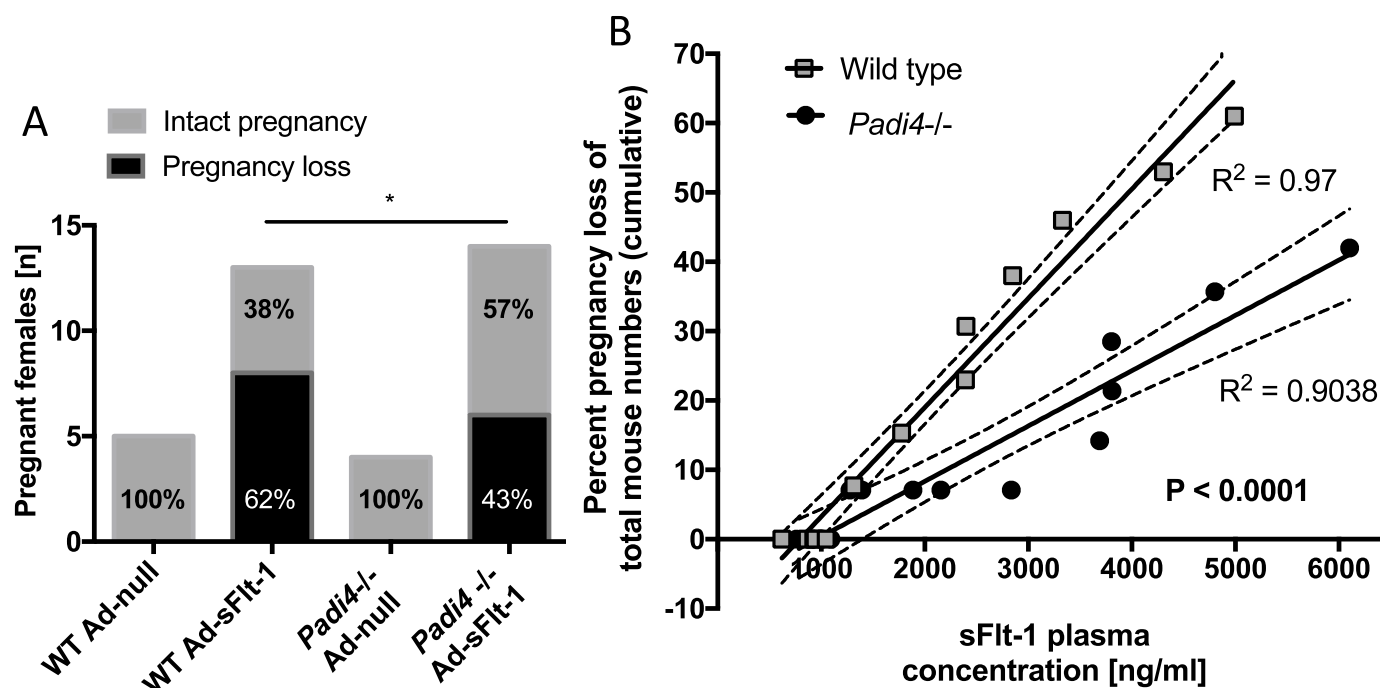 A
Intact pregnancy
Pregnancy loss
*
Pregnant females [n]
15
10
5
0
100%
38%
62%
100%
57%
43%
WT Ad-null
WT Ad-sFlt-1
Padi4-/-
Ad-null
Padi4 -/-
Ad-sFlt-1
B
Wild type
Padi4-/-
Percent pregnancy loss of
total mouse numbers (cumulative)
70
60
50
40
30
20
10
0
-10
R² = 0.97
R² = 0.9038
P < 0.0001
1000
2000
3000
4000
5000
6000
sFlt-1 plasma
concentration [ng/ml]